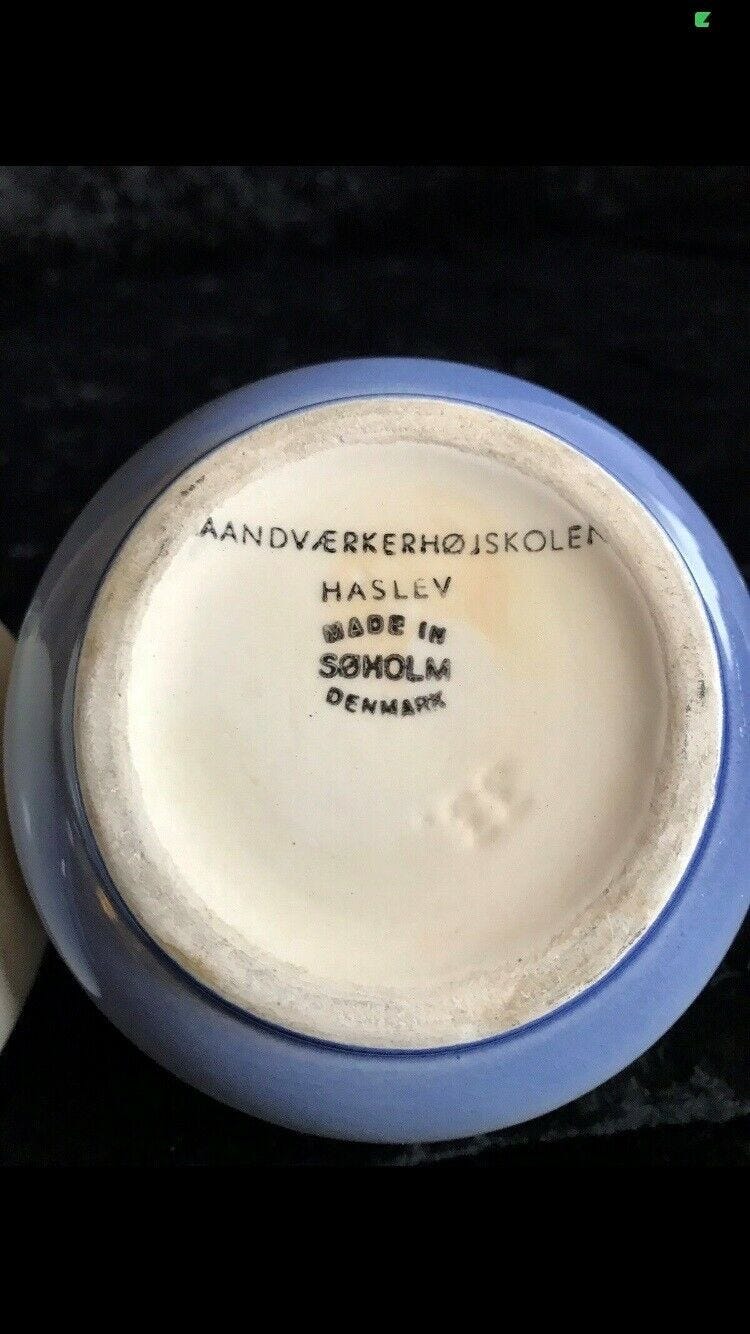 AANDVÆRKERHØJSKOLEN
HASLEV
MADE IN
SØHOLM
DENMARK